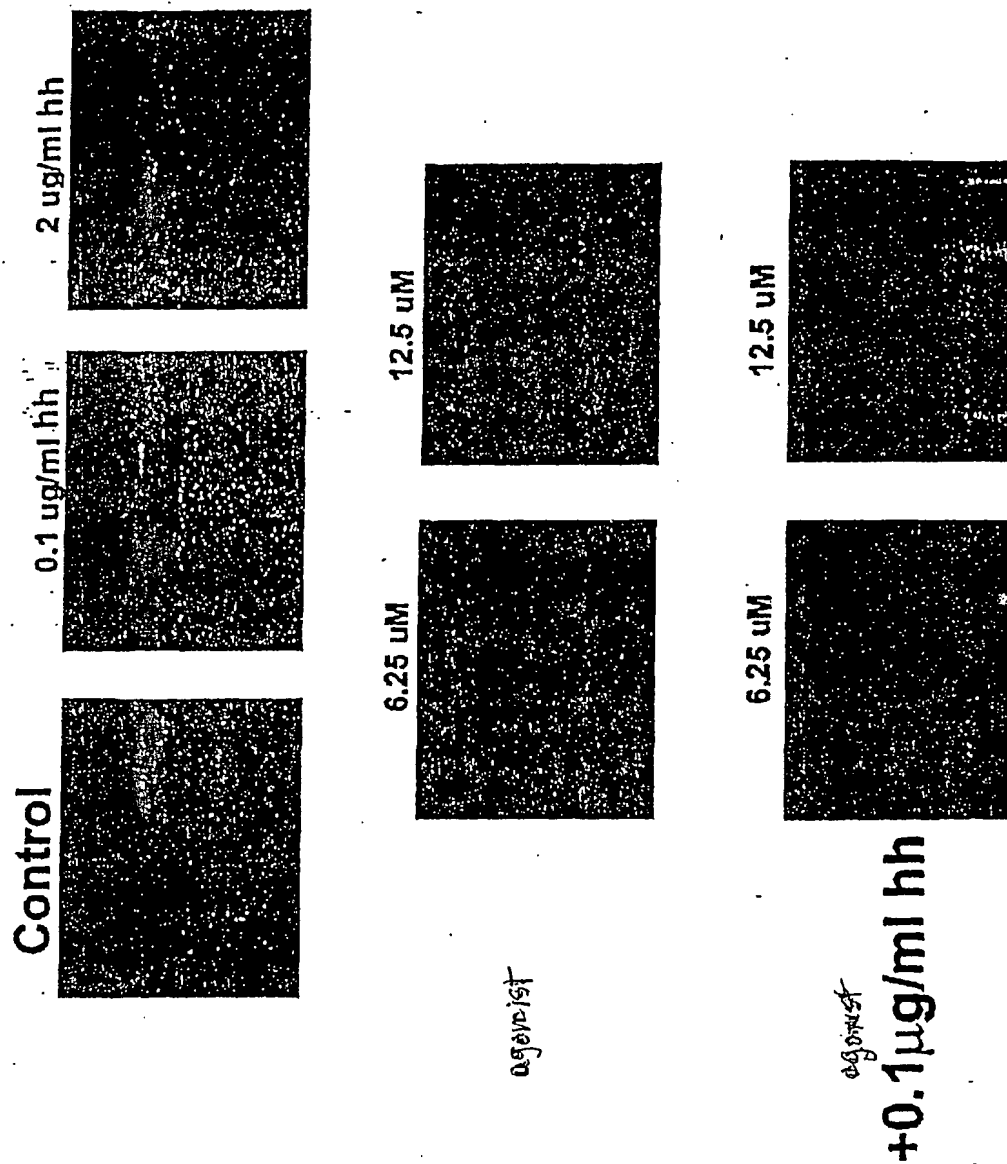 Control
0.1 ug/ml hh
2 ug/ml hh
agonist
6.25 uM
12.5 uM
agonist
+0.1µg/ml hh
6.25 uM
12.5 uM